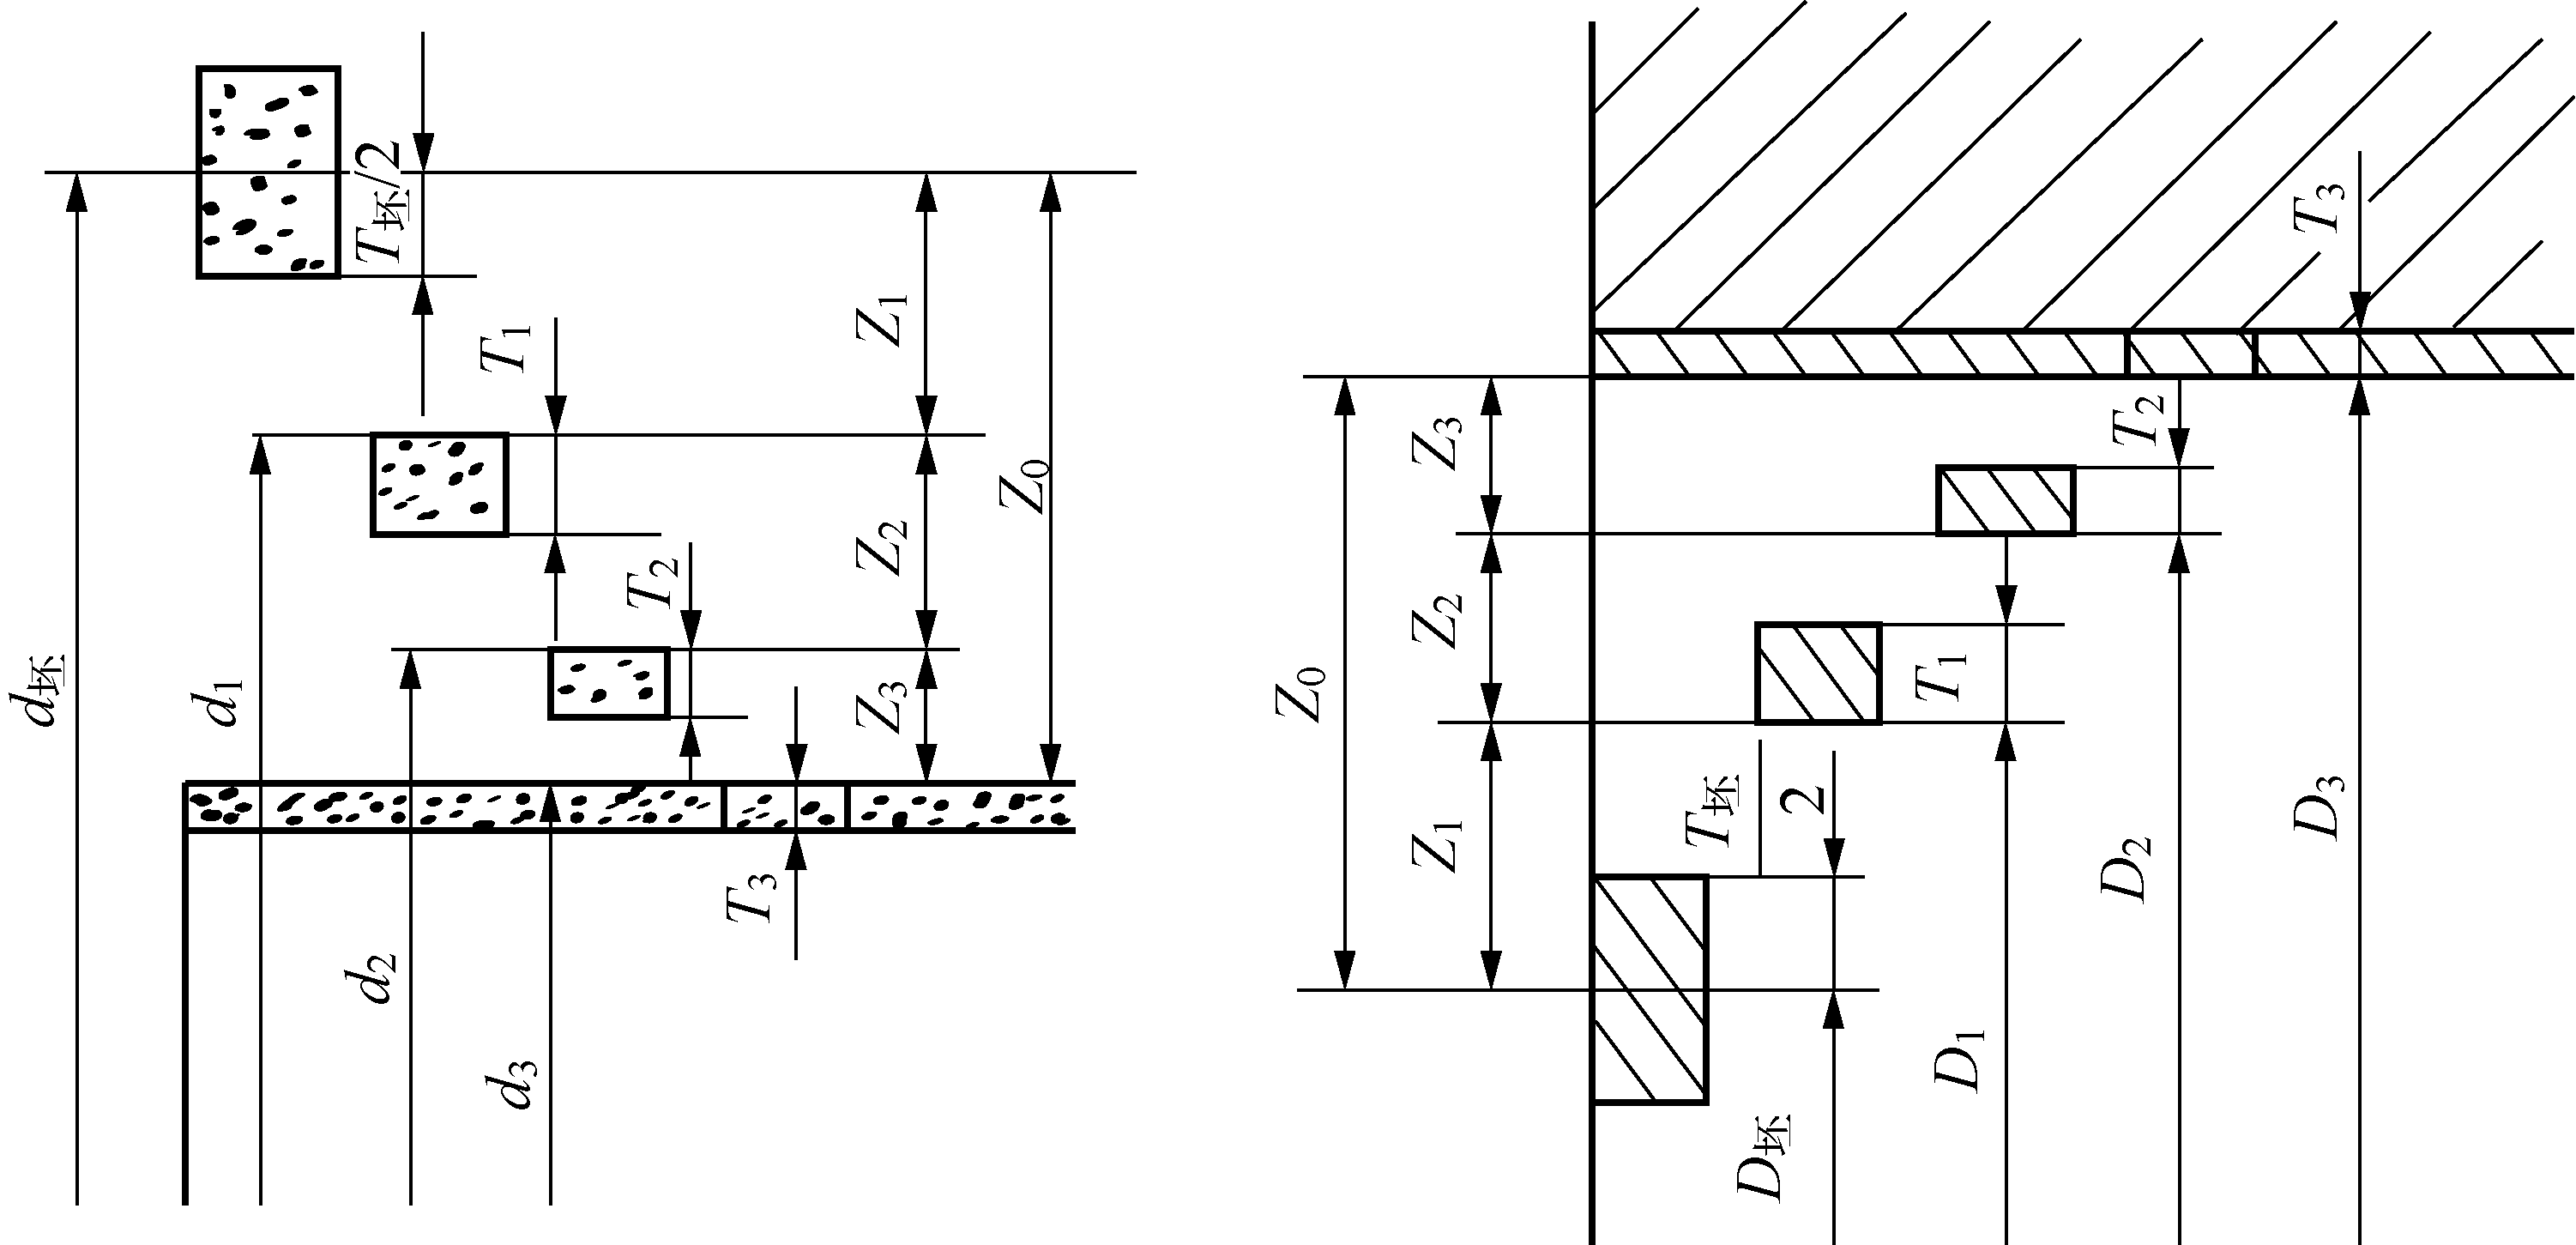 T坯/2
T1
T2
T3
Z1
Z2
Z3
Z0
d坯
d1
d2
d3
T3
T2
T1
T坯
2
Z3
Z2
Z1
Z0
D坯
D1
D2
D3